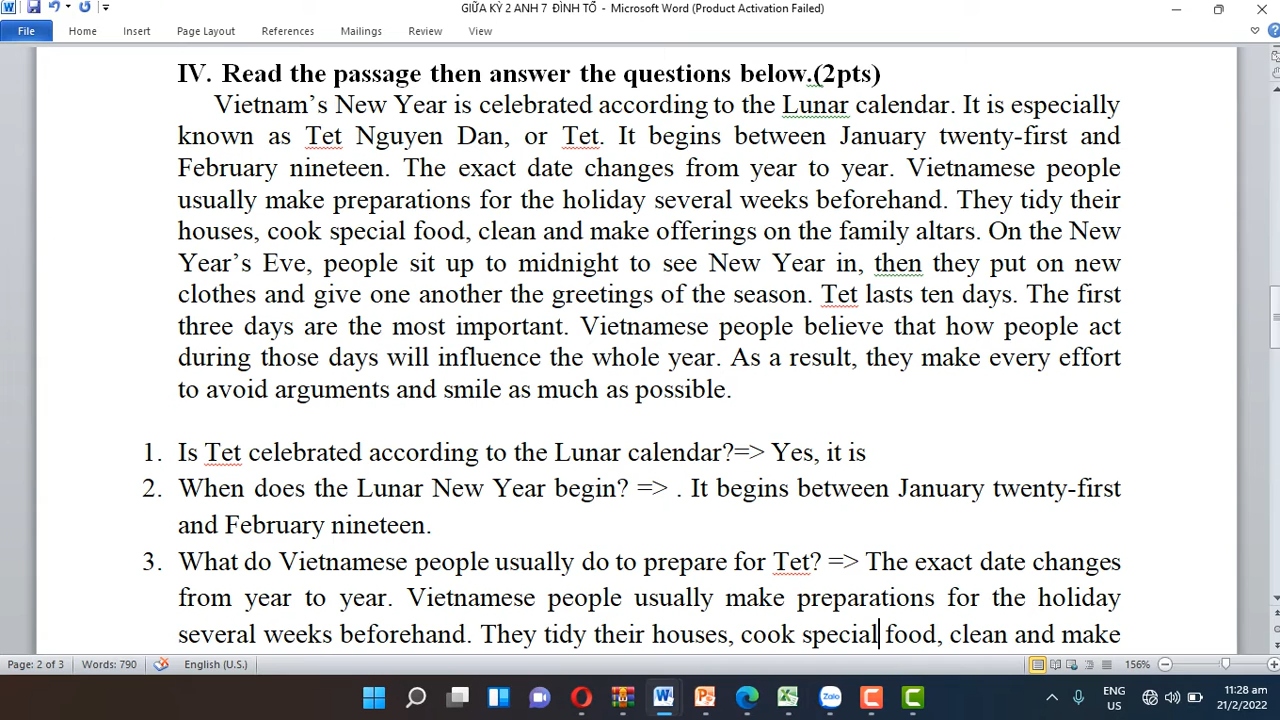 GIỮA KỲ 2 ANH 7 ĐÌNH TỔ - Microsoft Word (Product Activation Failed)
File Home Insert Page Layout References Mailings Review View
IV. Read the passage then answer the questions below.(2pts)
Vietnam’s New Year is celebrated according to the Lunar calendar. It is especially
known as Tet Nguyen Dan, or Tet. It begins between January twenty-first and
February nineteen. The exact date changes from year to year. Vietnamese people
usually make preparations for the holiday several weeks beforehand. They tidy their
houses, cook special food, clean and make offerings on the family altars. On the New
Year’s Eve, people sit up to midnight to see New Year in, then they put on new
clothes and give one another the greetings of the season. Tet lasts ten days. The first
three days are the most important. Vietnamese people believe that how people act
during those days will influence the whole year. As a result, they make every effort
to avoid arguments and smile as much as possible.
1. Is Tet celebrated according to the Lunar calendar?=> Yes, it is
2. When does the Lunar New Year begin? => . It begins between January twenty-first
and February nineteen.
3. What do Vietnamese people usually do to prepare for Tet? => The exact date changes
from year to year. Vietnamese people usually make preparations for the holiday
several weeks beforehand. They tidy their houses, cook special food, clean and make
Page: 2 of 3 Words: 790 English (U.S.) 156%
ENG 11:28 am
US 21/2/2022